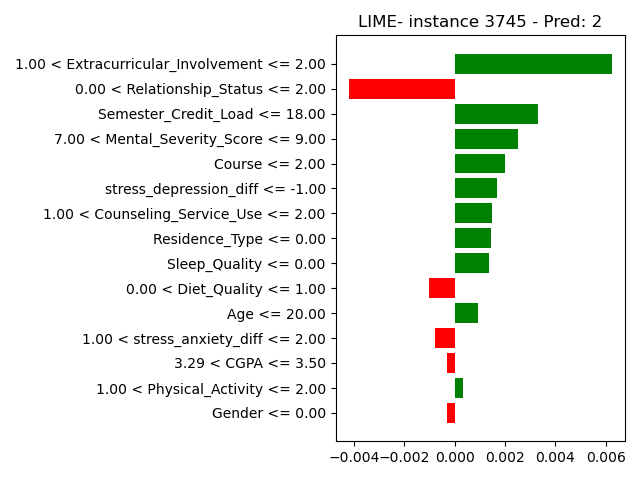 LIME- instance 3745 - Pred: 2
1.00 < Extracurricular_Involvement <= 2.00
0.00 < Relationship_Status <= 2.00
Semester_Credit_Load <= 18.00
7.00 < Mental_Severity_Score <= 9.00
Course <= 2.00
stress_depression_diff <= -1.00
1.00 < Counseling_Service_Use <= 2.00
Residence_Type <= 0.00
Sleep_Quality <= 0.00
0.00 < Diet_Quality <= 1.00
Age <= 20.00
1.00 < stress_anxiety_diff <= 2.00
3.29 < CGPA <= 3.50
1.00 < Physical_Activity <= 2.00
Gender <= 0.00
−0.004 −0.002 0.000 0.002 0.004 0.006